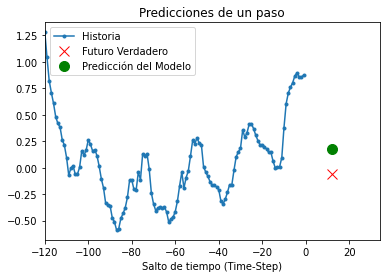 Predicciones de un paso
Historia
Futuro Verdadero
Predicción del Modelo
1.25
1.00
0.75
0.50
0.25
0.00
−0.25
−0.50
−120 −100 −80 −60 −40 −20 0 20
Salto de tiempo (Time-Step)